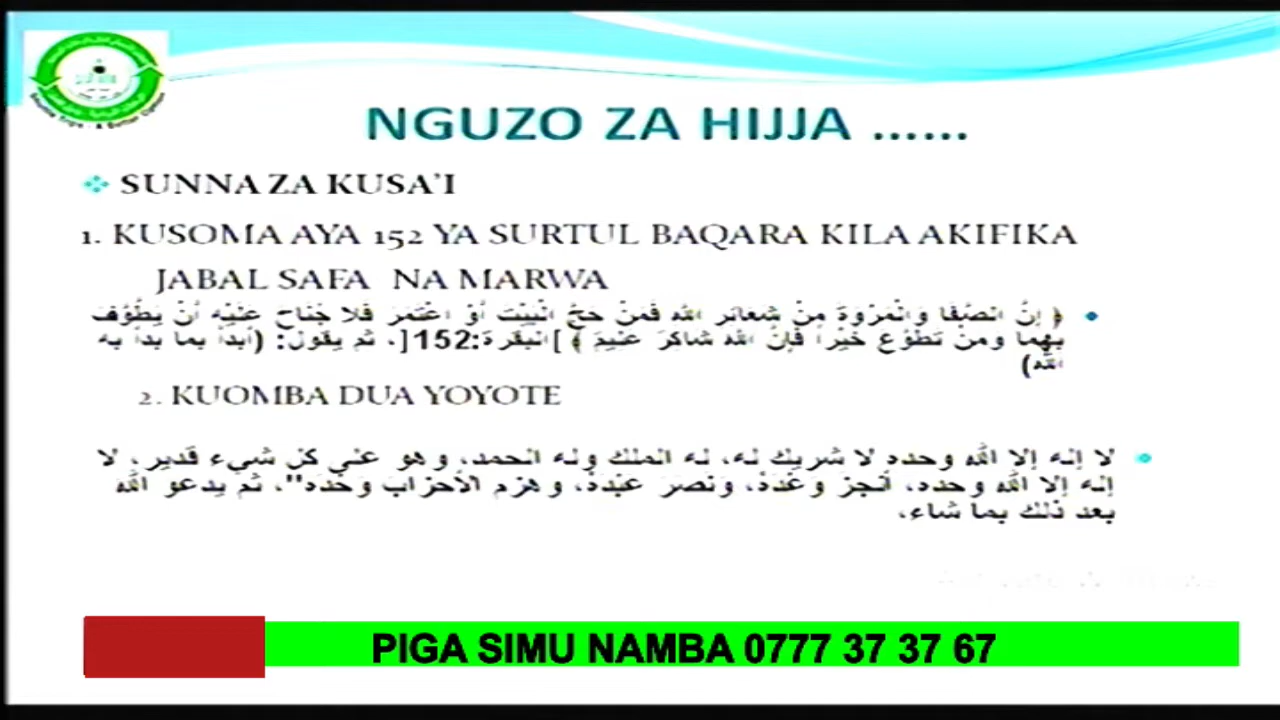 NGUZO ZA HIJJA ......
SUNNA ZA KUSA'I
1. KUSOMA AYA 152 YA SURTUL BAQARA KILA AKIFIKA
JABAL SAFA NA MARWA
﴿ إِنَّ الصَّفَا وَالْمَرْوَةَ مِنْ شَعَائِرِ اللَّهِ فَمَنْ حَجَّ الْبَيْتَ أَوْ اعْتَمَرَ فَلا جُنَاحَ عَلَيْهِ أَنْ يَطَّوَّفَ
بِهِمَا وَمَنْ تَطَوَّعَ خَيْراً فَإِنَّ اللَّهَ شَاكِرٌ عَلِيمٌ ﴾ ]البقرة:152[، ثم يقول: (أبدأ بما بدأ به
الله)
2. KUOMBA DUA YOYOTE
لا إله إلا الله وحده لا شريك له، له الملك وله الحمد، وهو على كل شيء قدير، لا
إله إلا الله وحده، أنجز وَعْدَهْ، وَنَصَرَ عَبْدَهْ، وهزم الأحزاب وَحْدَه"، ثم يدعو الله
بعد ذلك بما شاء،
PIGA SIMU NAMBA 0777 37 37 67